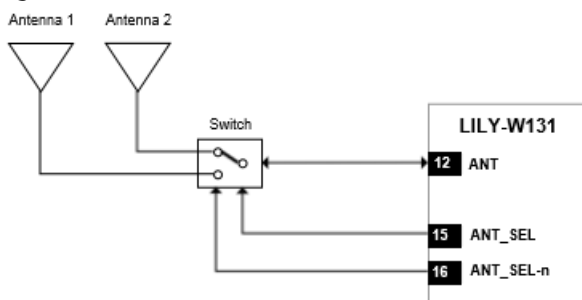 Antenna 1 Antenna 2
Switch
LILY-W131
12 ANT
15 ANT_SEL
16 ANT_SEL-n